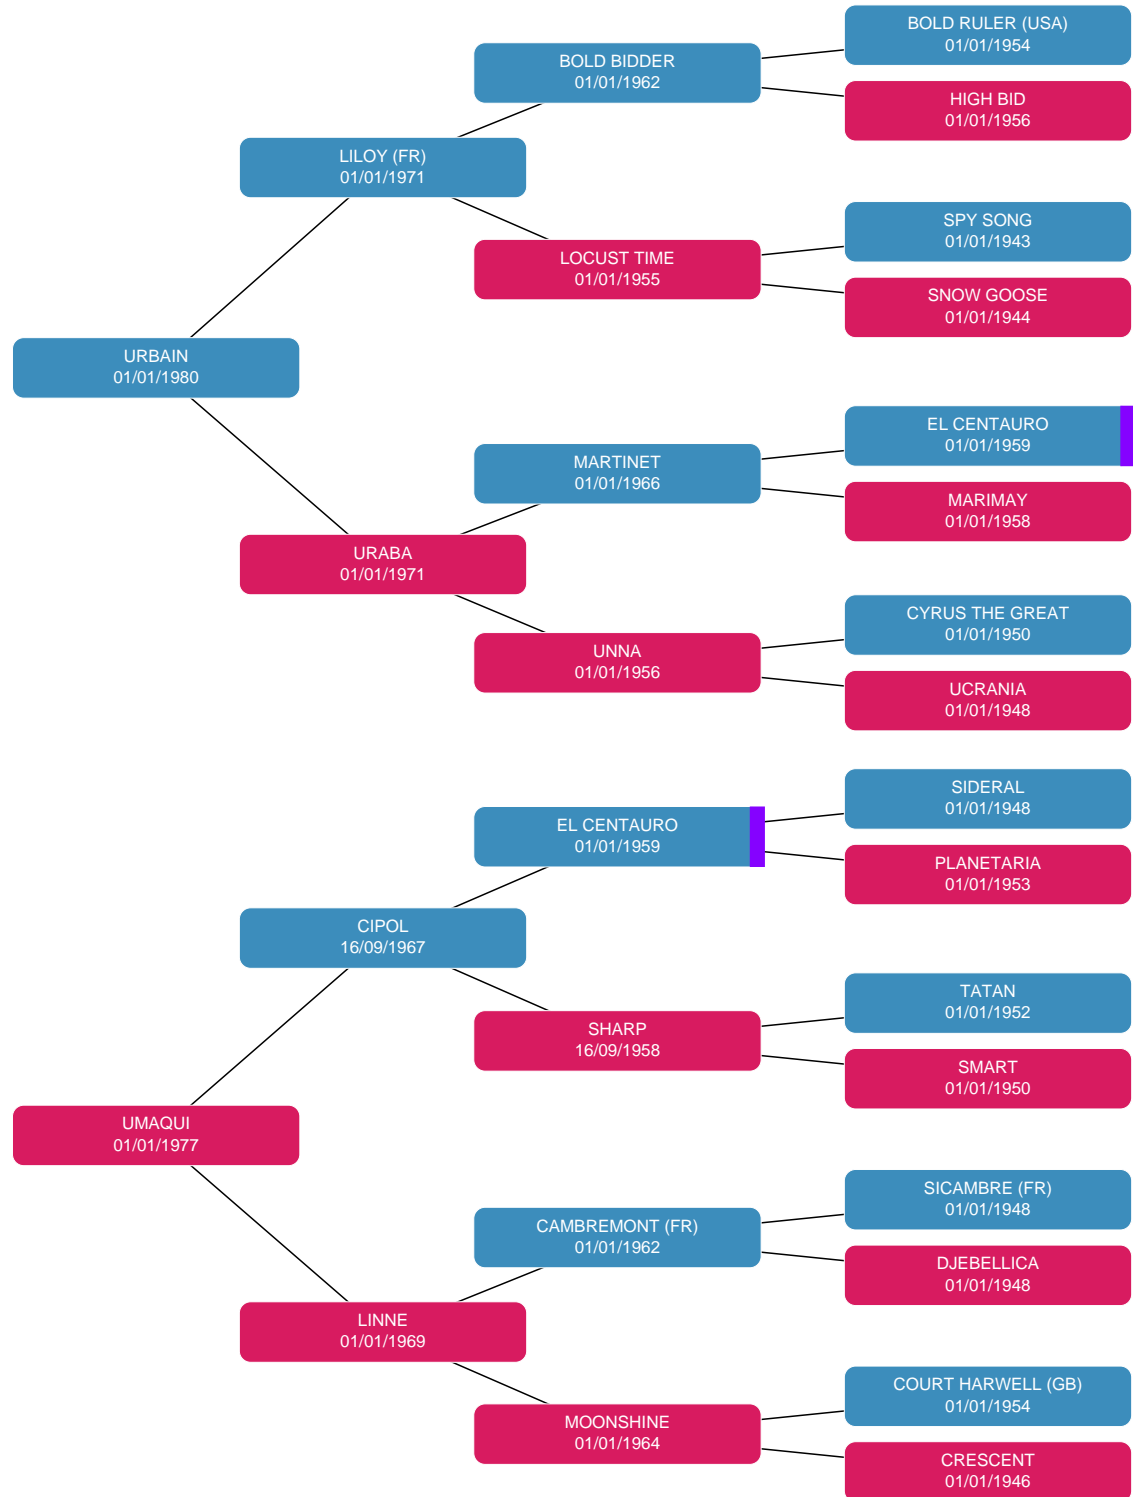 BOLD RULER (USA)
01/01/1954
BOLD BIDDER
01/01/1962
HIGH BID
01/01/1956
LILOY (FR)
01/01/1971
SPY SONG
01/01/1943
LOCUST TIME
01/01/1955
SNOW GOOSE
01/01/1944
URBAIN
01/01/1980
EL CENTAURO
01/01/1959
MARTINET
01/01/1966
MARIMAY
01/01/1958
URABA
01/01/1971
CYRUS THE GREAT
01/01/1950
UNNA
01/01/1956
UCRANIA
01/01/1948
SIDERAL
01/01/1948
EL CENTAURO
01/01/1959
PLANETARIA
01/01/1953
CIPOL
16/09/1967
TATAN
01/01/1952
SHARP
16/09/1958
SMART
01/01/1950
UMAQUI
01/01/1977
SICAMBRE (FR)
01/01/1948
CAMBREMONT (FR)
01/01/1962
DJEBELLICA
01/01/1948
LINNE
01/01/1969
COURT HARWELL (GB)
01/01/1954
MOONSHINE
01/01/1964
CRESCENT
01/01/1946